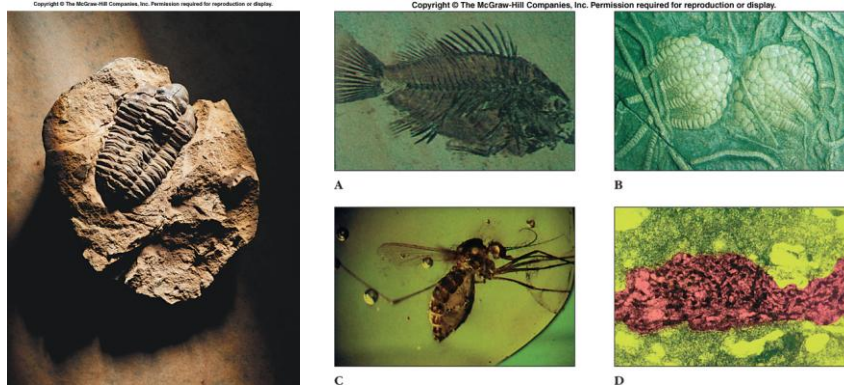 Copyright © The McGraw-Hill Companies, Inc. Permission required for reproduction or display.
Copyright © The McGraw-Hill Companies, Inc. Permission required for reproduction or display.
A
B
C
D